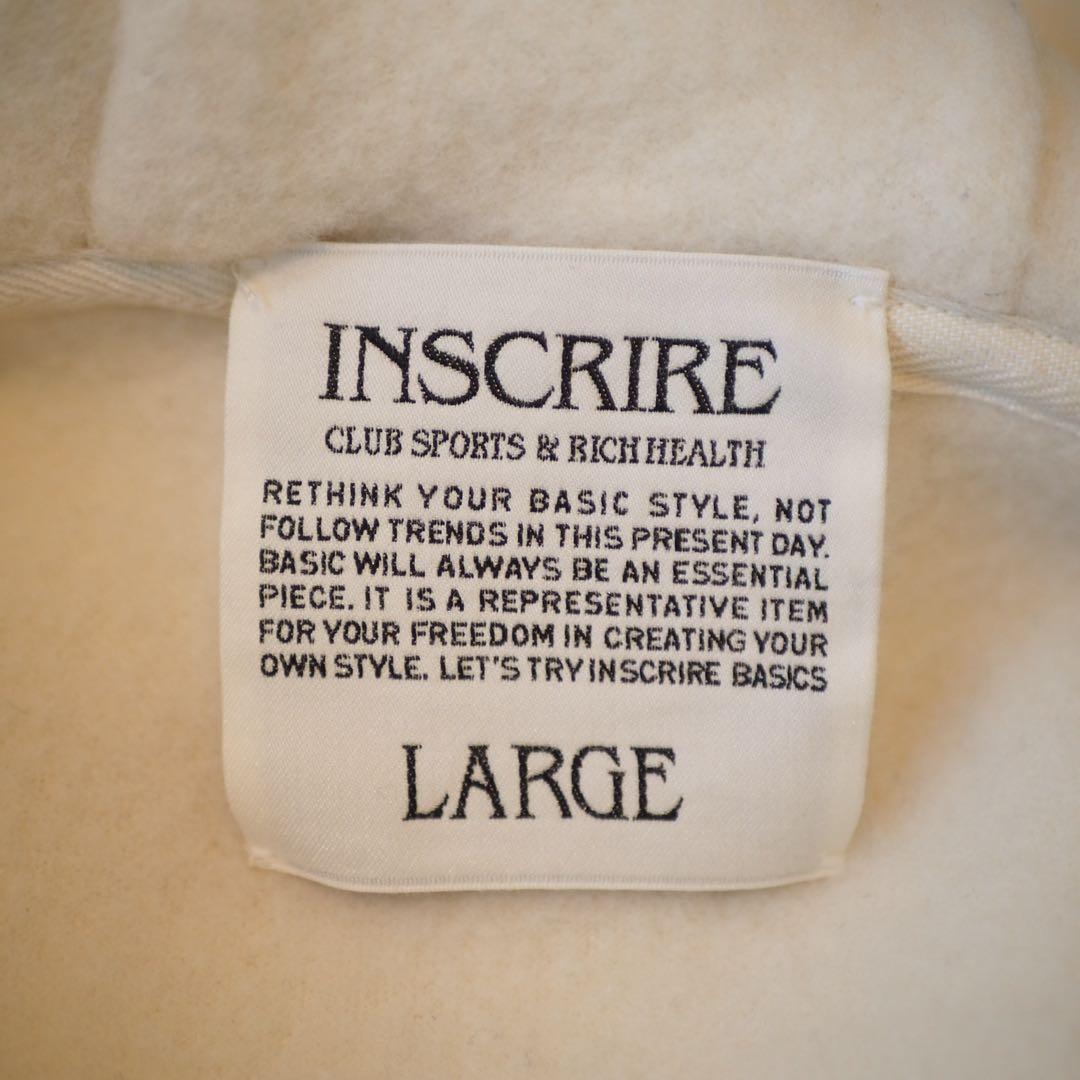 INSCRIRE
CLUB SPORTS & RICH HEALTH
RETHINK YOUR BASIC STYLE, NOT
FOLLOW TRENDS IN THIS PRESENT DAY.
BASIC WILL ALWAYS BE AN ESSENTIAL
PIECE. IT IS A REPRESENTATIVE ITEM
FOR YOUR FREEDOM IN CREATING YOUR
OWN STYLE. LET'S TRY INSCRIRE BASICS
LARGE